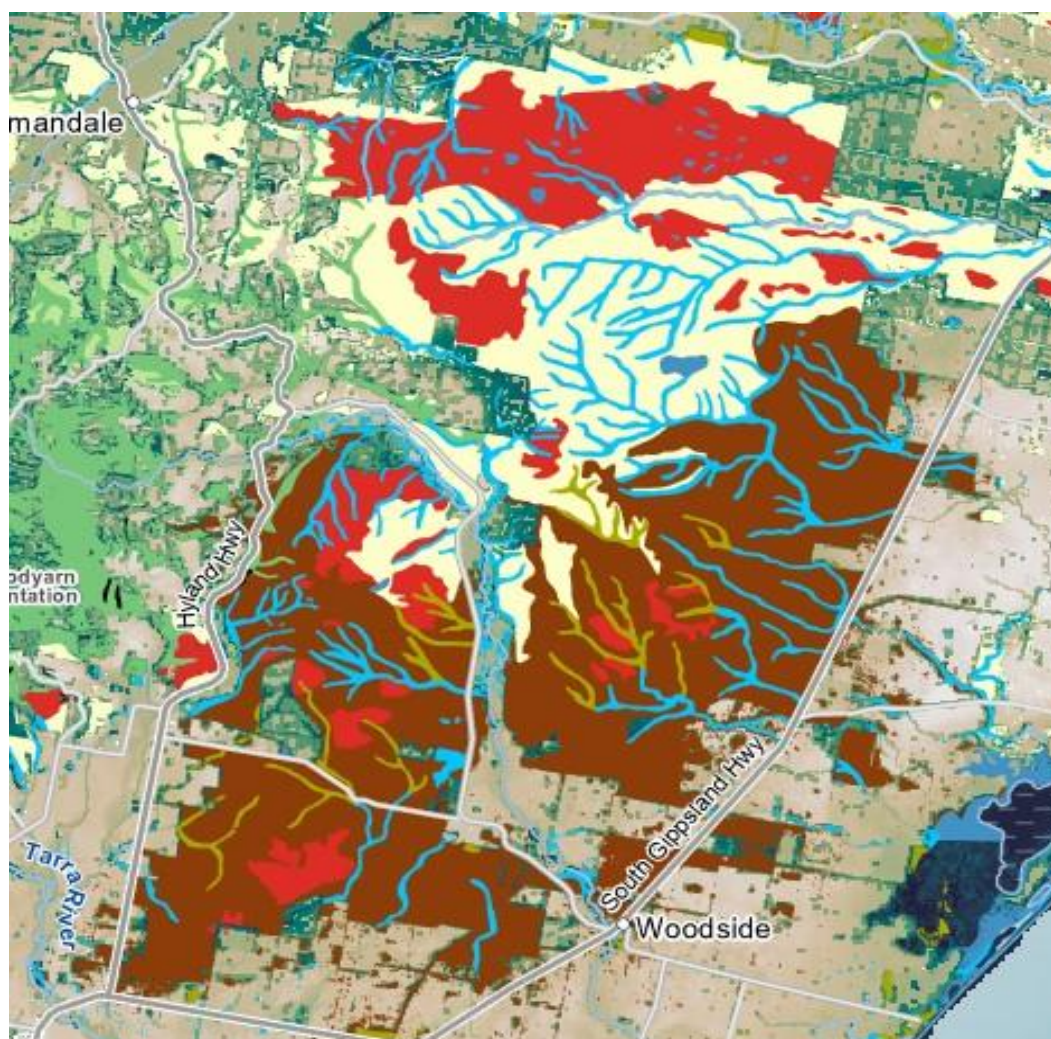 mandale
Hyland Hwy
odyarn
ntation
Tarra River
South Gippsland Hwy
Woodside